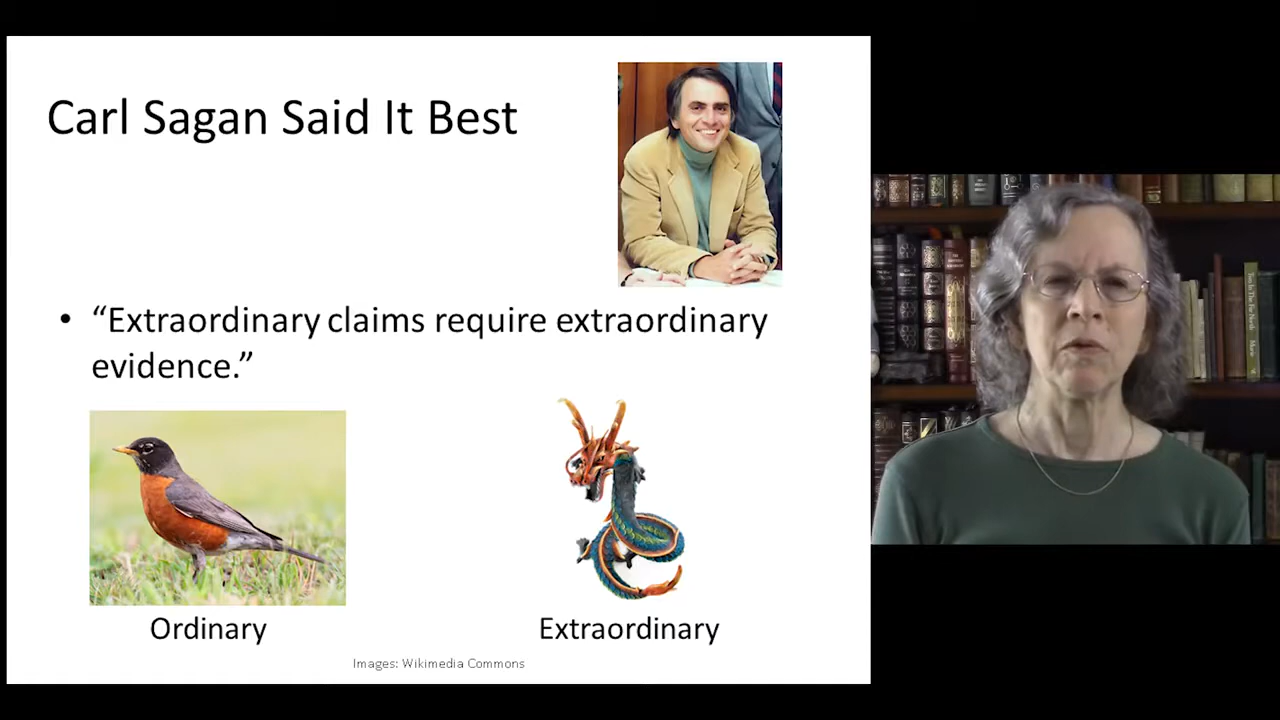 Carl Sagan Said It Best
• “Extraordinary claims require extraordinary
evidence.”
Ordinary
Extraordinary
Images: Wikimedia Commons